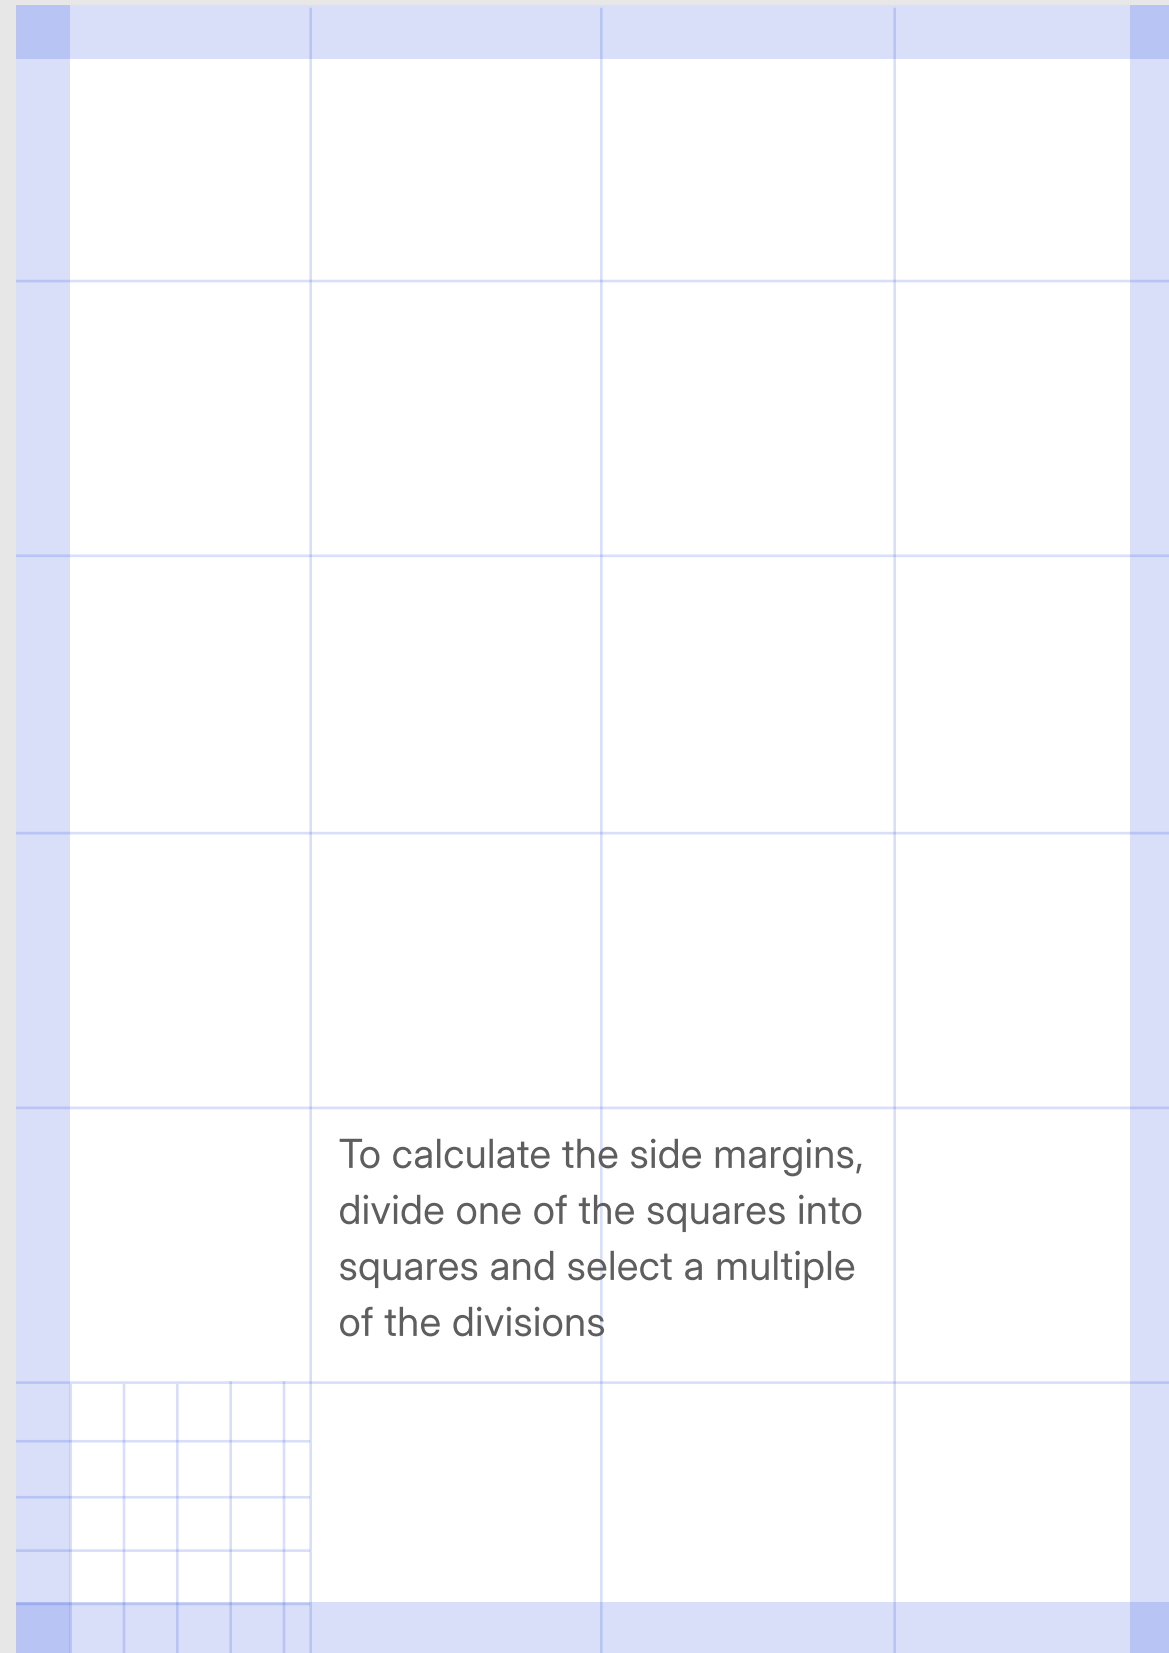 To calculate the side margins,
divide one of the squares into
squares and select a multiple
of the divisions